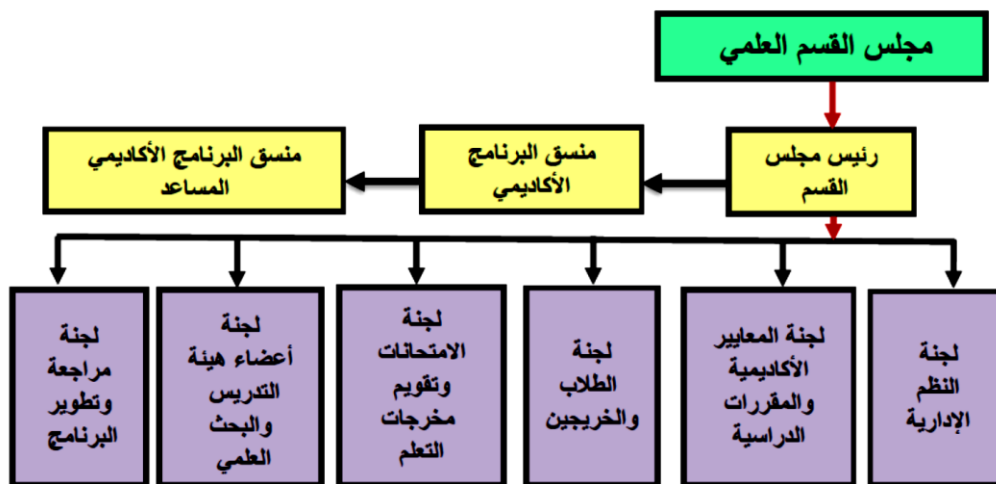 مجلس القسم العلمي
رئيس مجلس
القسم
منسق البرنامج
الأكاديمي
منسق البرنامج الأكاديمي
المساعد
لجنة
النظم
الإدارية
لجنة المعايير
الأكاديمية
والمقررات
الدراسية
لجنة
الطلاب
والخريجين
لجنة
الامتحانات
وتقويم
مخرجات
التعلم
لجنة
أعضاء هيئة
التدريس
والبحث
العلمي
لجنة
مراجعة
وتطوير
البرنامج